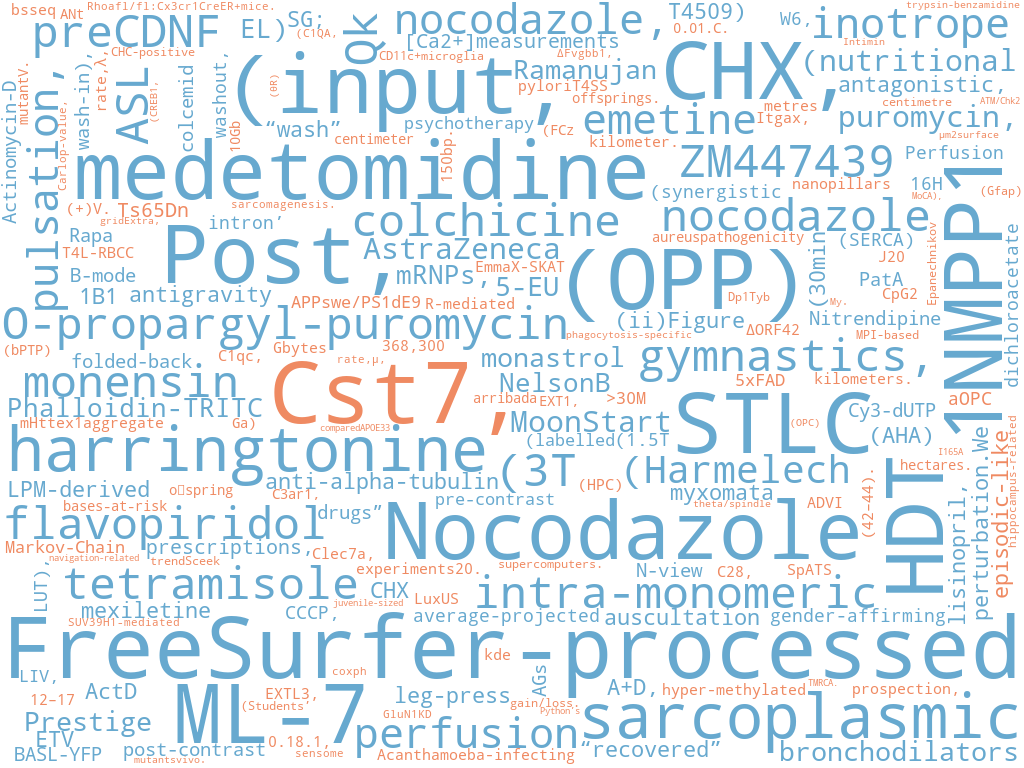 bsseq ANt Rhoaf1/f1:Cx3cr1CreER+mice.
preCDNF EL) SG; (C1QA, Qk nocodazole, T4509) W6, trypsin-benzamidine
inotrope
CHC-positive
[Ca2+]measurements 0.01.C. Intimin
CD11c+microglia ΔFvgbb1,
(input, Ramanujan CHX, (nutritional
pyloriT4SS antagonistic,
offsprings. metres centimetre ATM/Chk2
Actinomycin-D
mutantV.
Carlop-value,
pulsation,
wash-in),
rate,λ,
ASL
(CREB1,
colcemid
washout,
10Gb
(θR)
“wash” psychotherapy (FCz emetine Itgax, puromycin,
centimeter kilometer. μm2surface
150bp.
medetomidine ZM447439 Perfusion
(synergistic nanopillars 16H (Gfap)
MoCA),
sarcomagenesis.
(+)V. Ts65Dn
gridExtra, intron’ colchicine nocodazole
Rapa aureuspathogenicity (SERCA)
T4L-RBCC Post, AstraZeneca J20
EmmaX-SKAT
B-mode mRNPs, 5-EU (OPP) Dp1Typ
(30min
My.
PatA
CpG2
Epanechnikov
1NMPP1
dichloroacetate
1B1 antigravity APPswe/PS1dE9 R-mediated
(ii)Figure Nitrendipine
O-propargyl-puromycin phagocytosis-specific ΔORF42 MPI-based
(bPTP) folded-back. C1qc, Gbytes 368,300
rate,μ, monastrol gymnastics,
monensin Cst7, NelsonB 5xFAD kilometers.
arribada EXT1, >30M aOPC
Phalloidin-TRITC MoonStart STLC Cy3-dUTP
mHttex1aggregate Ga) comparedAPOE33 (OPC)
(labelled(1.5T (AHA)
harringtonine, I165A
(3T (Harmelech hectares.
anti-alpha-tubulin
LPM-derived o▯spring C3ar1, pre-contrast (HPC) myxomata
theta/spindle ADVI
(42–44).
HDT
lisinopril,
perturbation.We
episodic-like
hippocampus-related
bases-at-risk drugs”
flavopiridol Nocodazole
Markov-Chain prescriptions, Clec7a,
navigation-related trendSceek experiments20. supercomputers.
LUT), tetramisole CHX N-view C28, SpATS
intra-monomeric
mexiletine CCCP, juvenile-sized LuxUS
SUV39H1-mediated average-projected auscultation gender-affirming
FreeSurfer-processed
kde
LIV, coxph
12–17 ActD EXTL3, leg-press AGs A+D, hyper-methylated TMRCA. prospection,
(Students’ gain/loss.
ML-7 GluN1KD Python’s
Prestige sarcoplasmic
ETV 0.18.1, perfusion
BASL-YFP post-contrast sensome Acanthamoeba-infecting “recovered” bronchodilators
mutantsvivo.